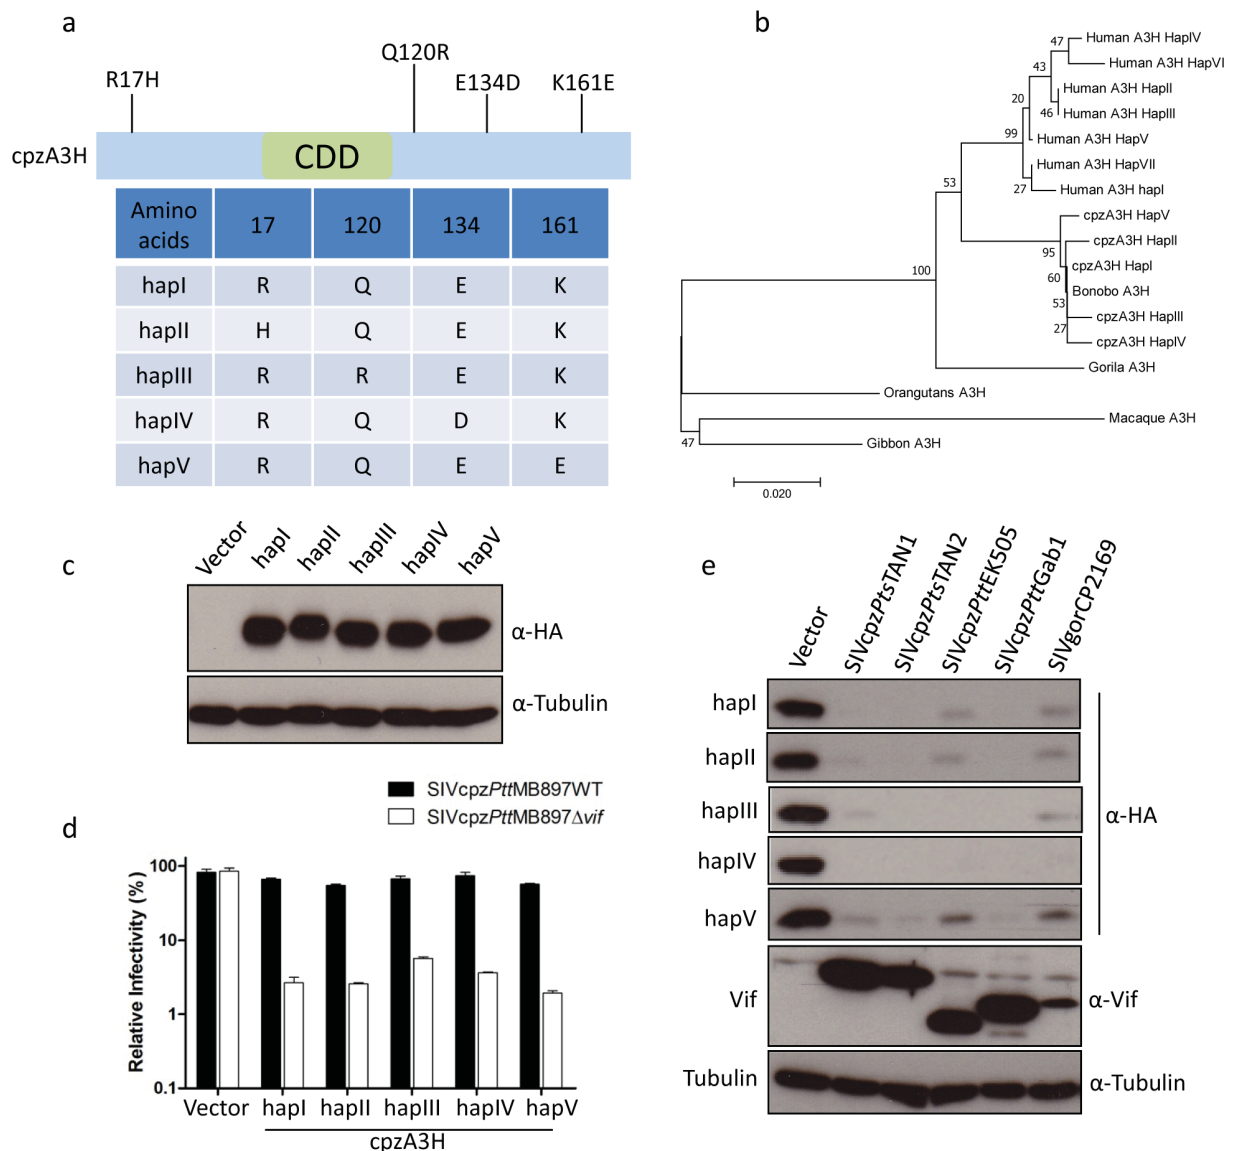 a
R17H
Q120R
E134D
K161E
cpzA3H
CDD
Amino acids 17 120 134 161
hapI R Q E K
hapII H Q E K
hapIII R R E K
hapIV R Q D K
hapV R Q E E
b
Human A3H HapIV
47
Human A3H HapVI
43
Human A3H HapII
46
Human A3H HapIII
20
99
Human A3H HapV
Human A3H HapVII
27
Human A3H hapI
53
cpzA3H HapV
95
cpzA3H HapII
60
cpzA3H HapI
100
Bonobo A3H
53
cpzA3H HapIII
27
cpzA3H HapIV
Gorila A3H
Orangutans A3H
Macaque A3H
47
Gibbon A3H
0.020
c
Vector hapI hapII hapIII hapIV hapV
α-HA
α-Tubulin
d
SIVcpzPttMB897WT
SIVcpzPttMB897Δvif
Relative Infectivity (%)
100
10
1
0.1
Vector hapI hapII hapIII hapIV hapV
cpzA3H
e
Vector
SIVcpzPtsTAN1
SIVcpzPtsTAN2
SIVcpzPttEK505
SIVcpzPttGab1
SIVgorCP2169
hapI
hapII
hapIII
hapIV
hapV
α-HA
Vif
α-Vif
Tubulin
α-Tubulin